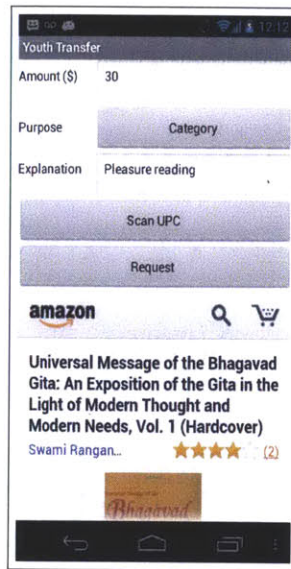 12:12
Youth Transfer
Amount ($) 30
Purpose Category
Explanation Pleasure reading
Scan UPC
Request
amazon
Universal Message of the Bhagavad
Gita: An Exposition of the Gita in the
Light of Modern Thought and
Modern Needs, Vol. 1 (Hardcover)
Swami Rangan... (2)
Bhagavad